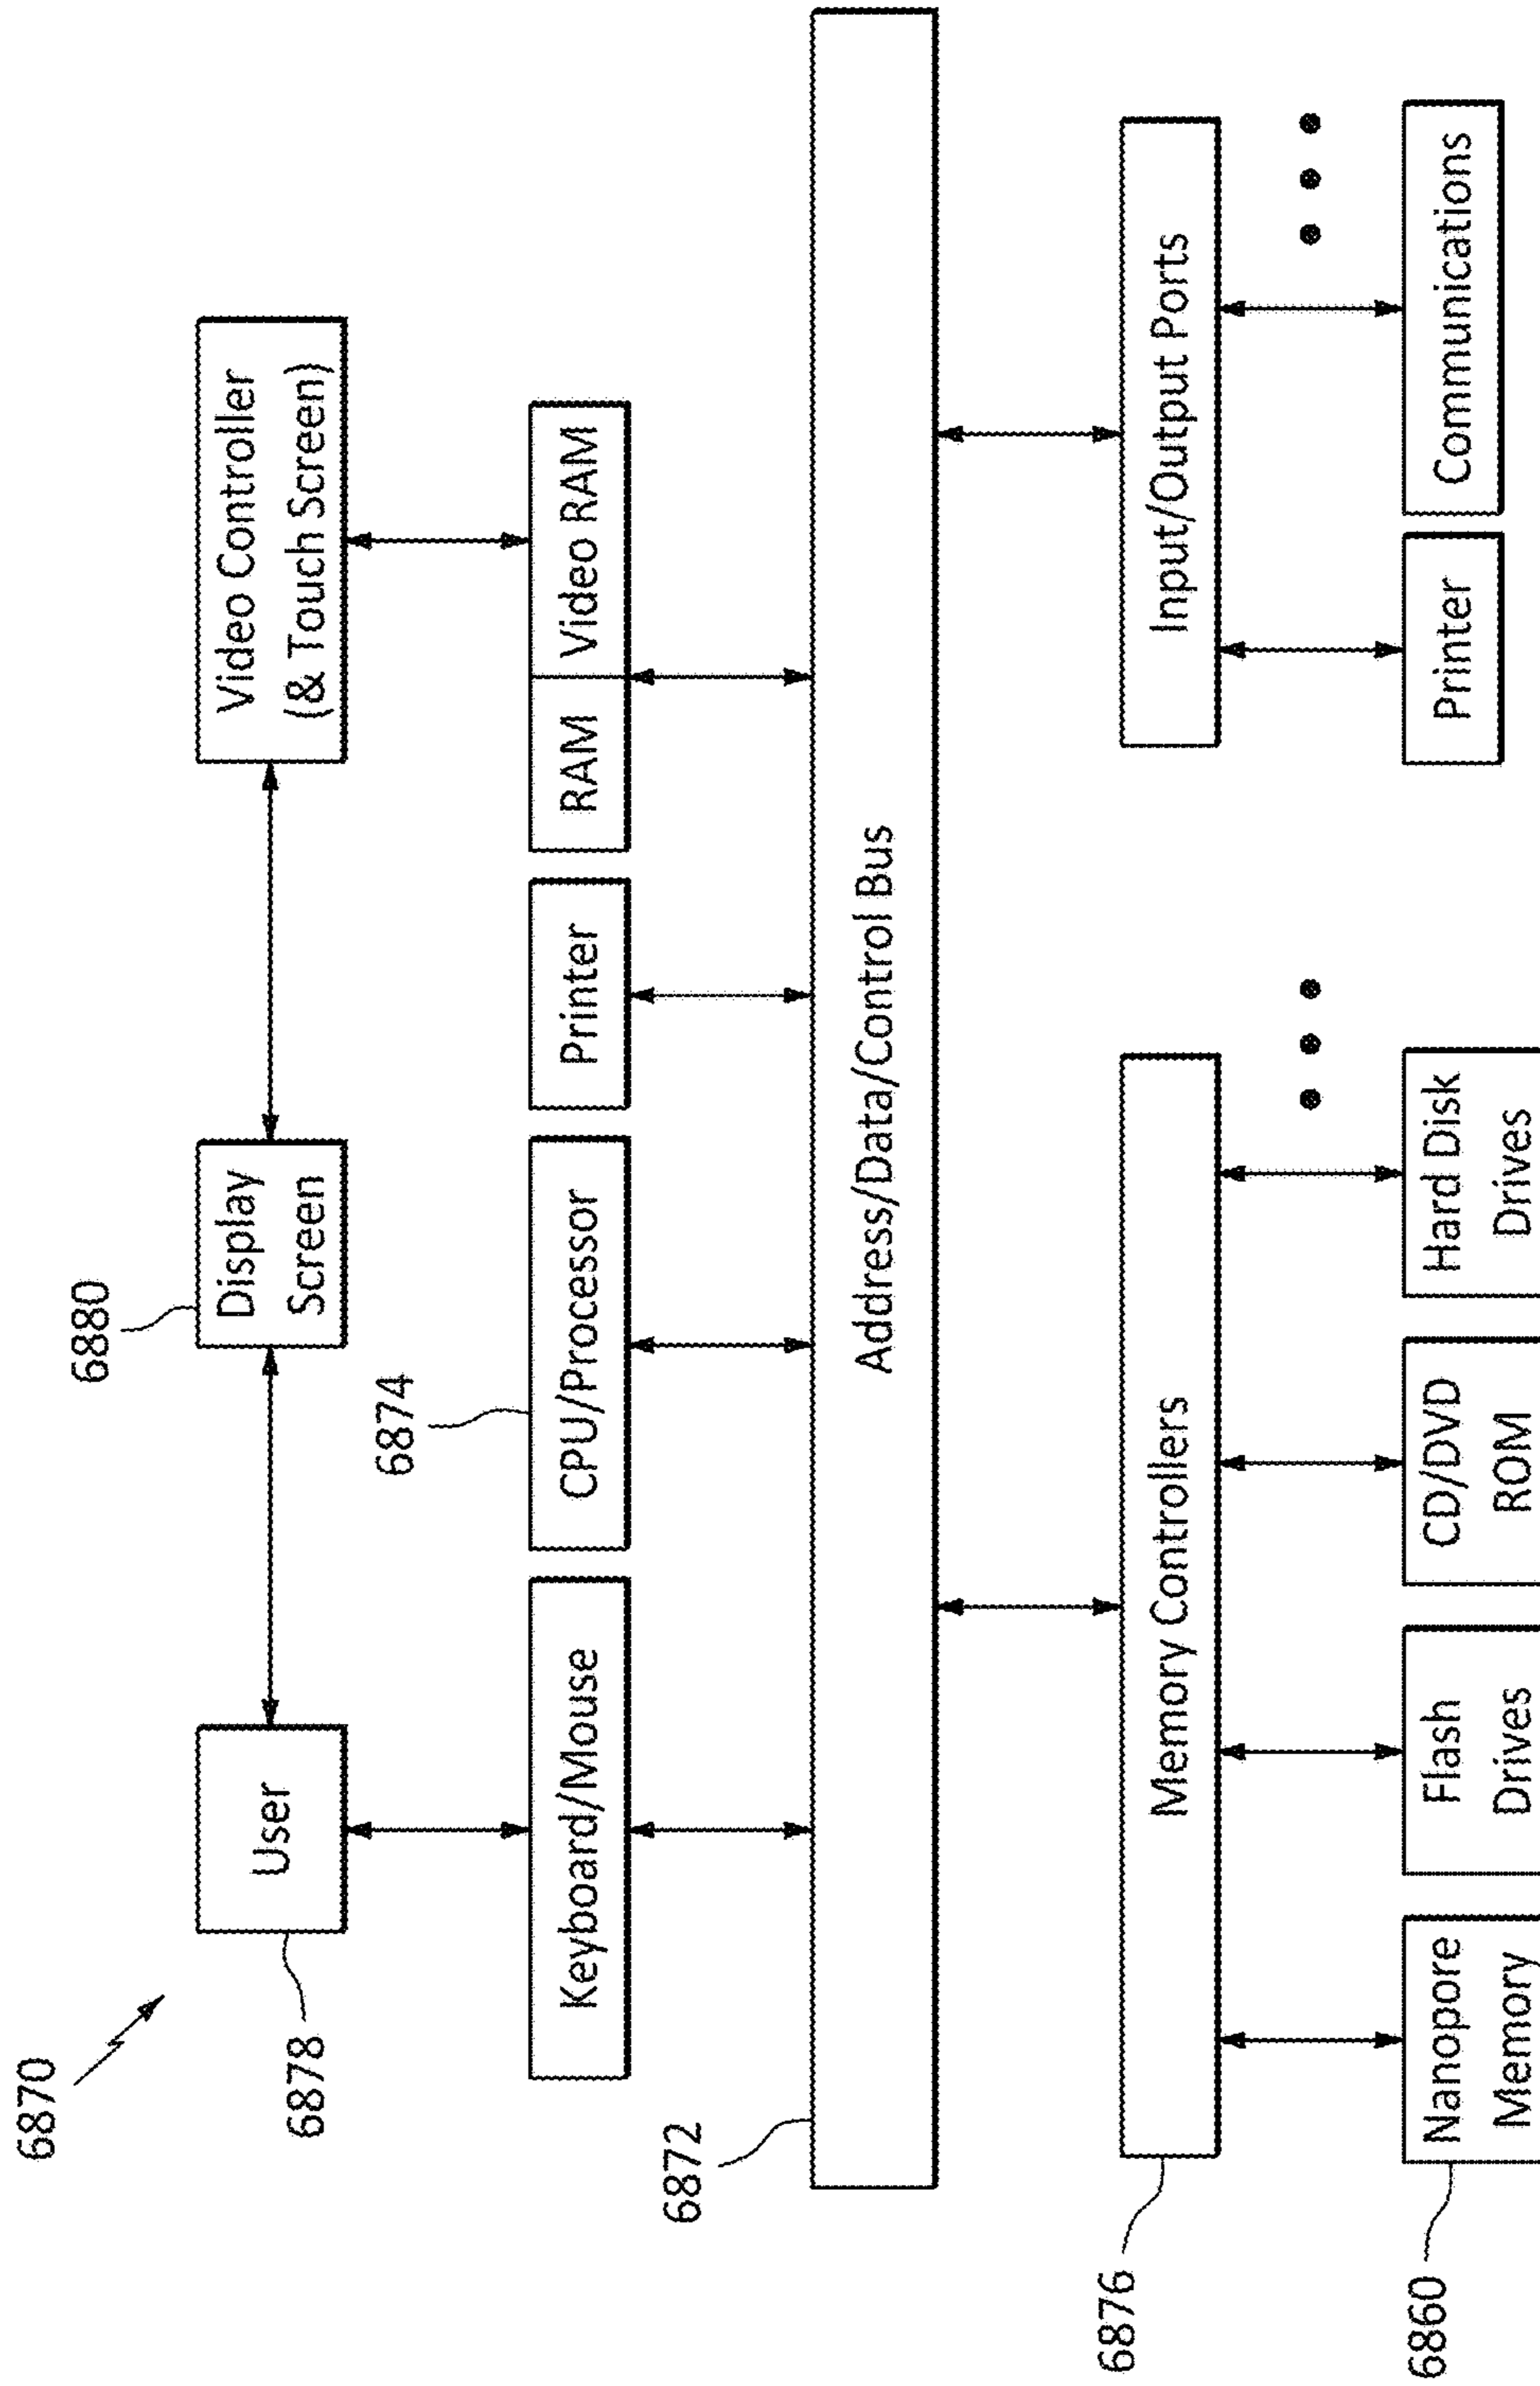 6870
6880
6878
User
Display
Screen
Video Controller
(& Touch Screen)
6874
Keyboard/Mouse
CPU/Processor
Printer
RAM
Video RAM
6872
Address/Data/Control Bus
6876
Memory Controllers
Input/Output Ports
6860
Nanopore
Memory
Flash
Drives
CD/DVD
ROM
Hard Disk
Drives
Printer
Communications